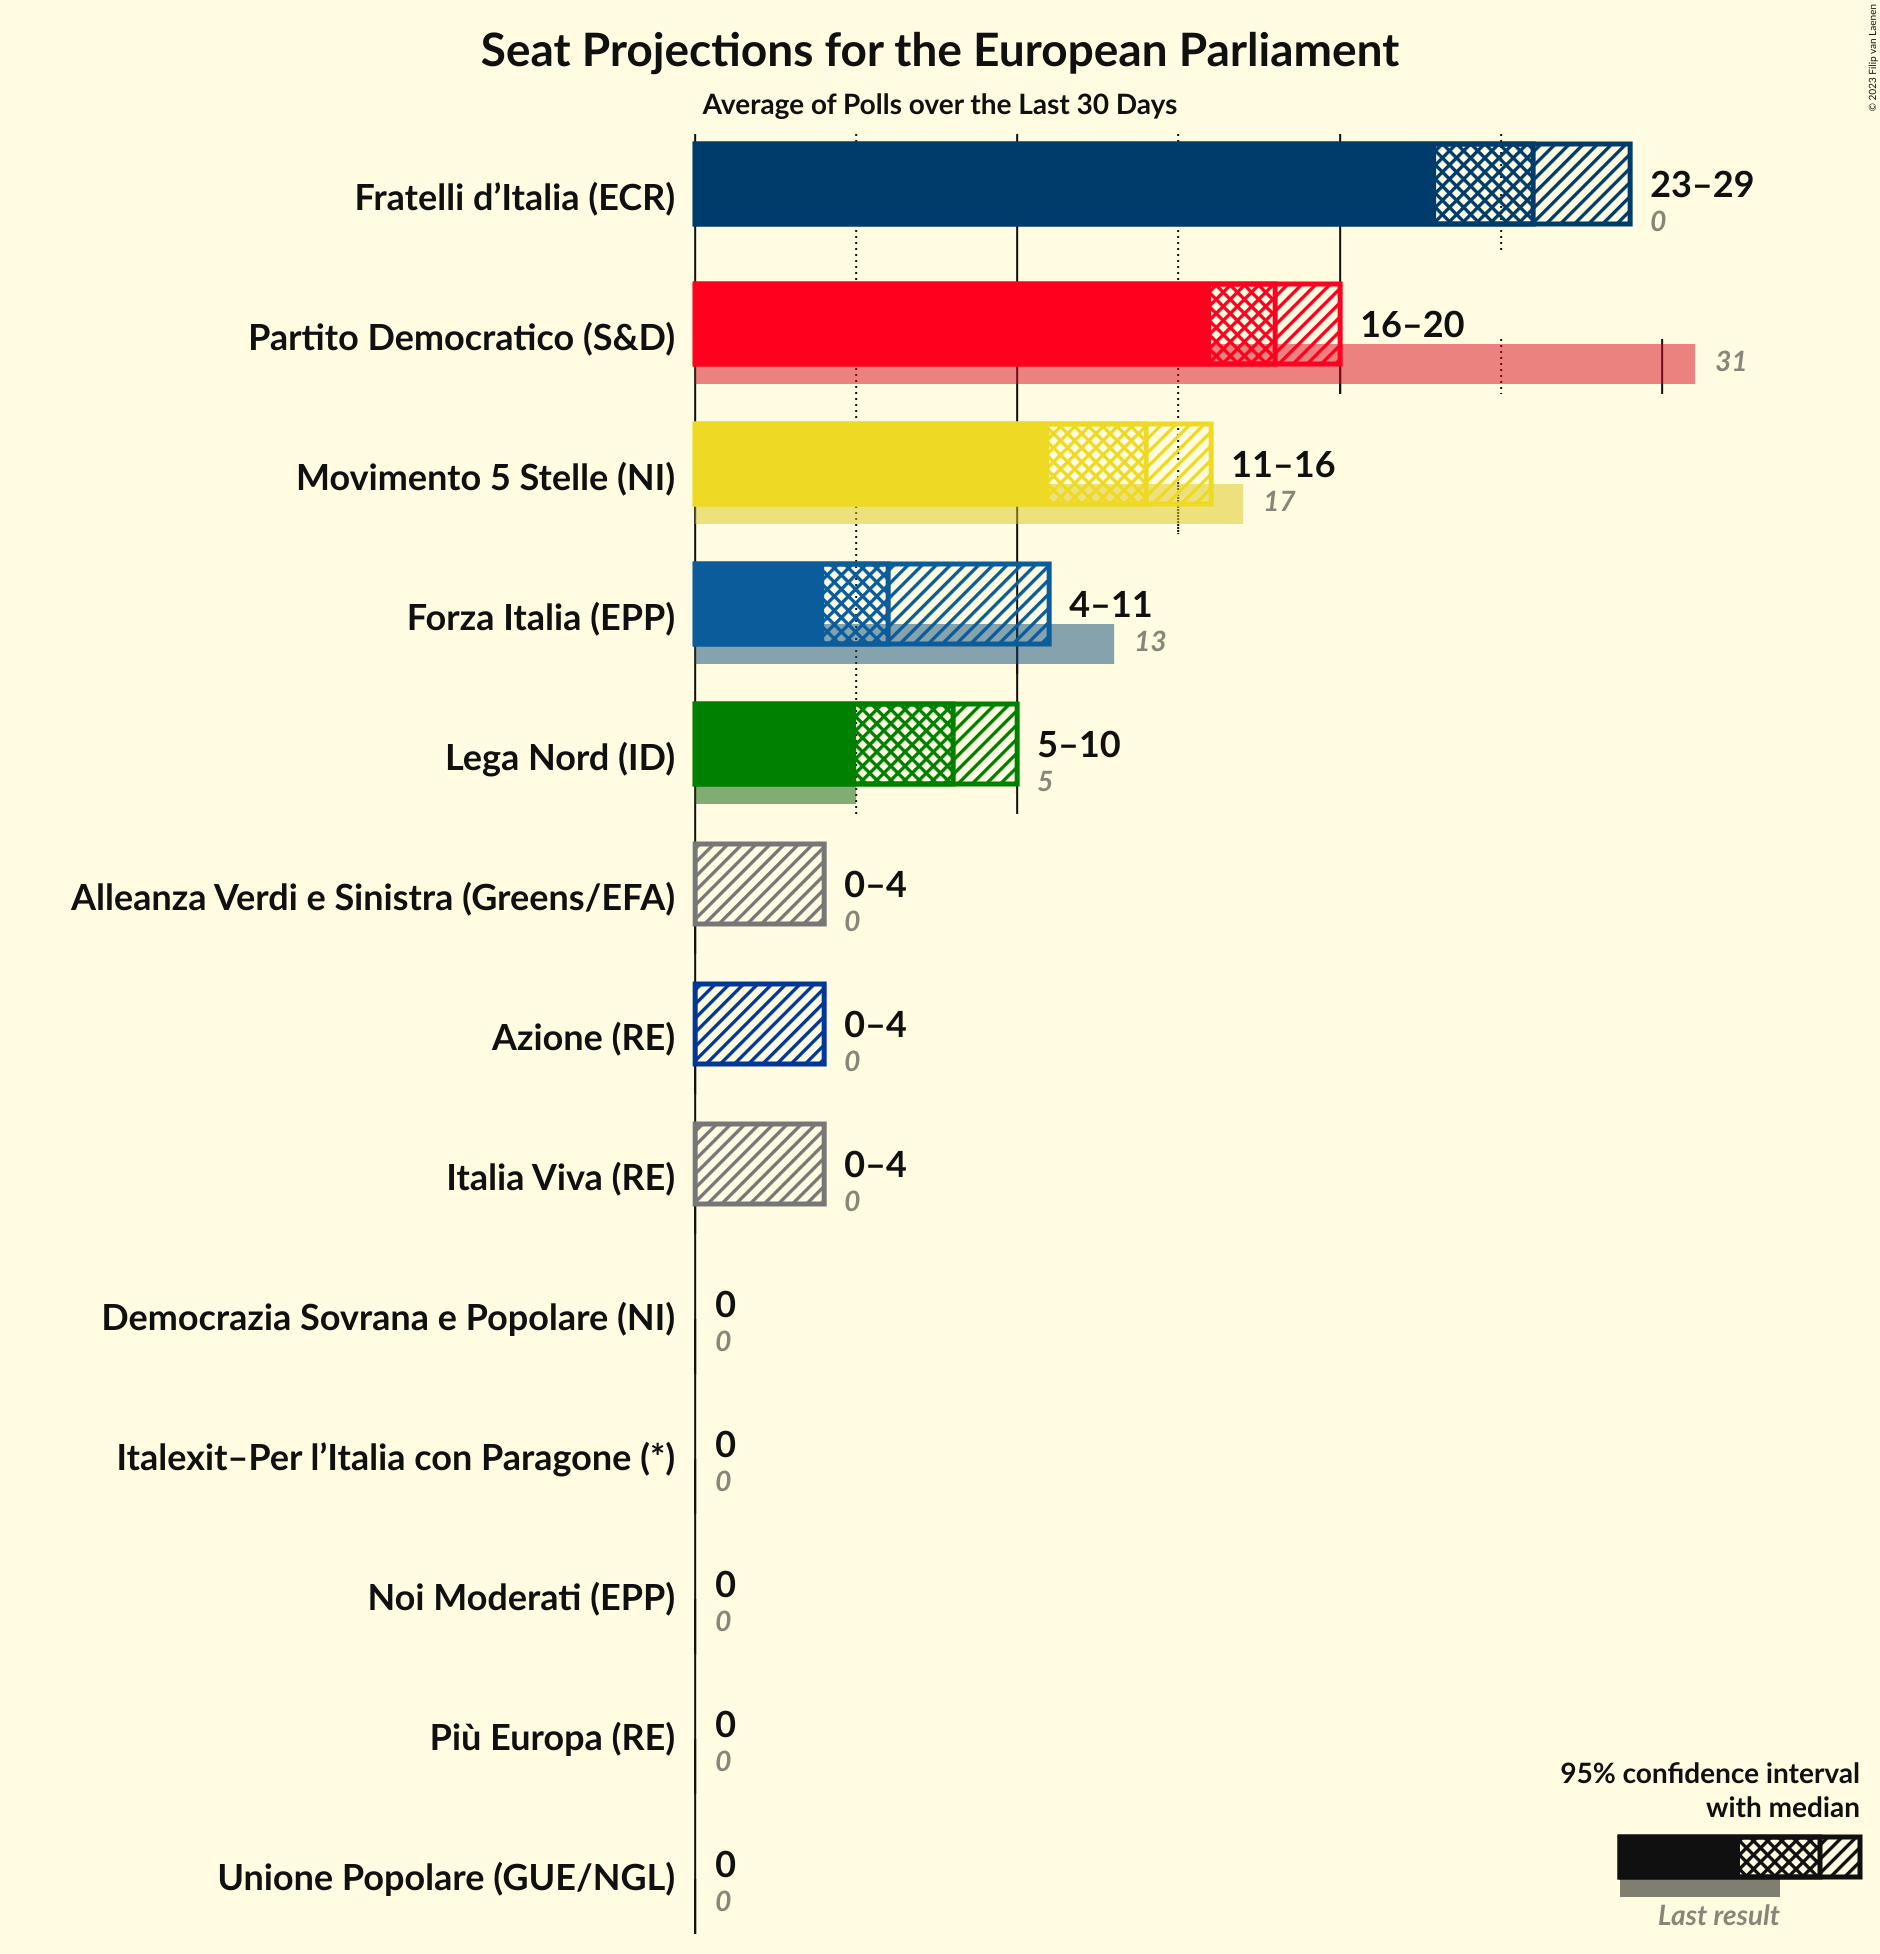 © 2023 Filip van Laenen
Seat Projections for the European Parliament
Average of Polls over the Last 30 Days
Fratelli d’Italia (ECR)
23–29
0
Partito Democratico (S&D)
16–20
31
Movimento 5 Stelle (NI)
11–16
17
Forza Italia (EPP)
4–11
13
Lega Nord (ID)
5–10
5
Alleanza Verdi e Sinistra (Greens/EFA)
0–4
0
Azione (RE)
0–4
0
Italia Viva (RE)
0–4
0
Democrazia Sovrana e Popolare (NI)
0
0
Italexit–Per l’Italia con Paragone (*)
0
0
Noi Moderati (EPP)
0
0
Più Europa (RE)
0
0
Unione Popolare (GUE/NGL)
0
0
95% confidence interval
with median
Last result